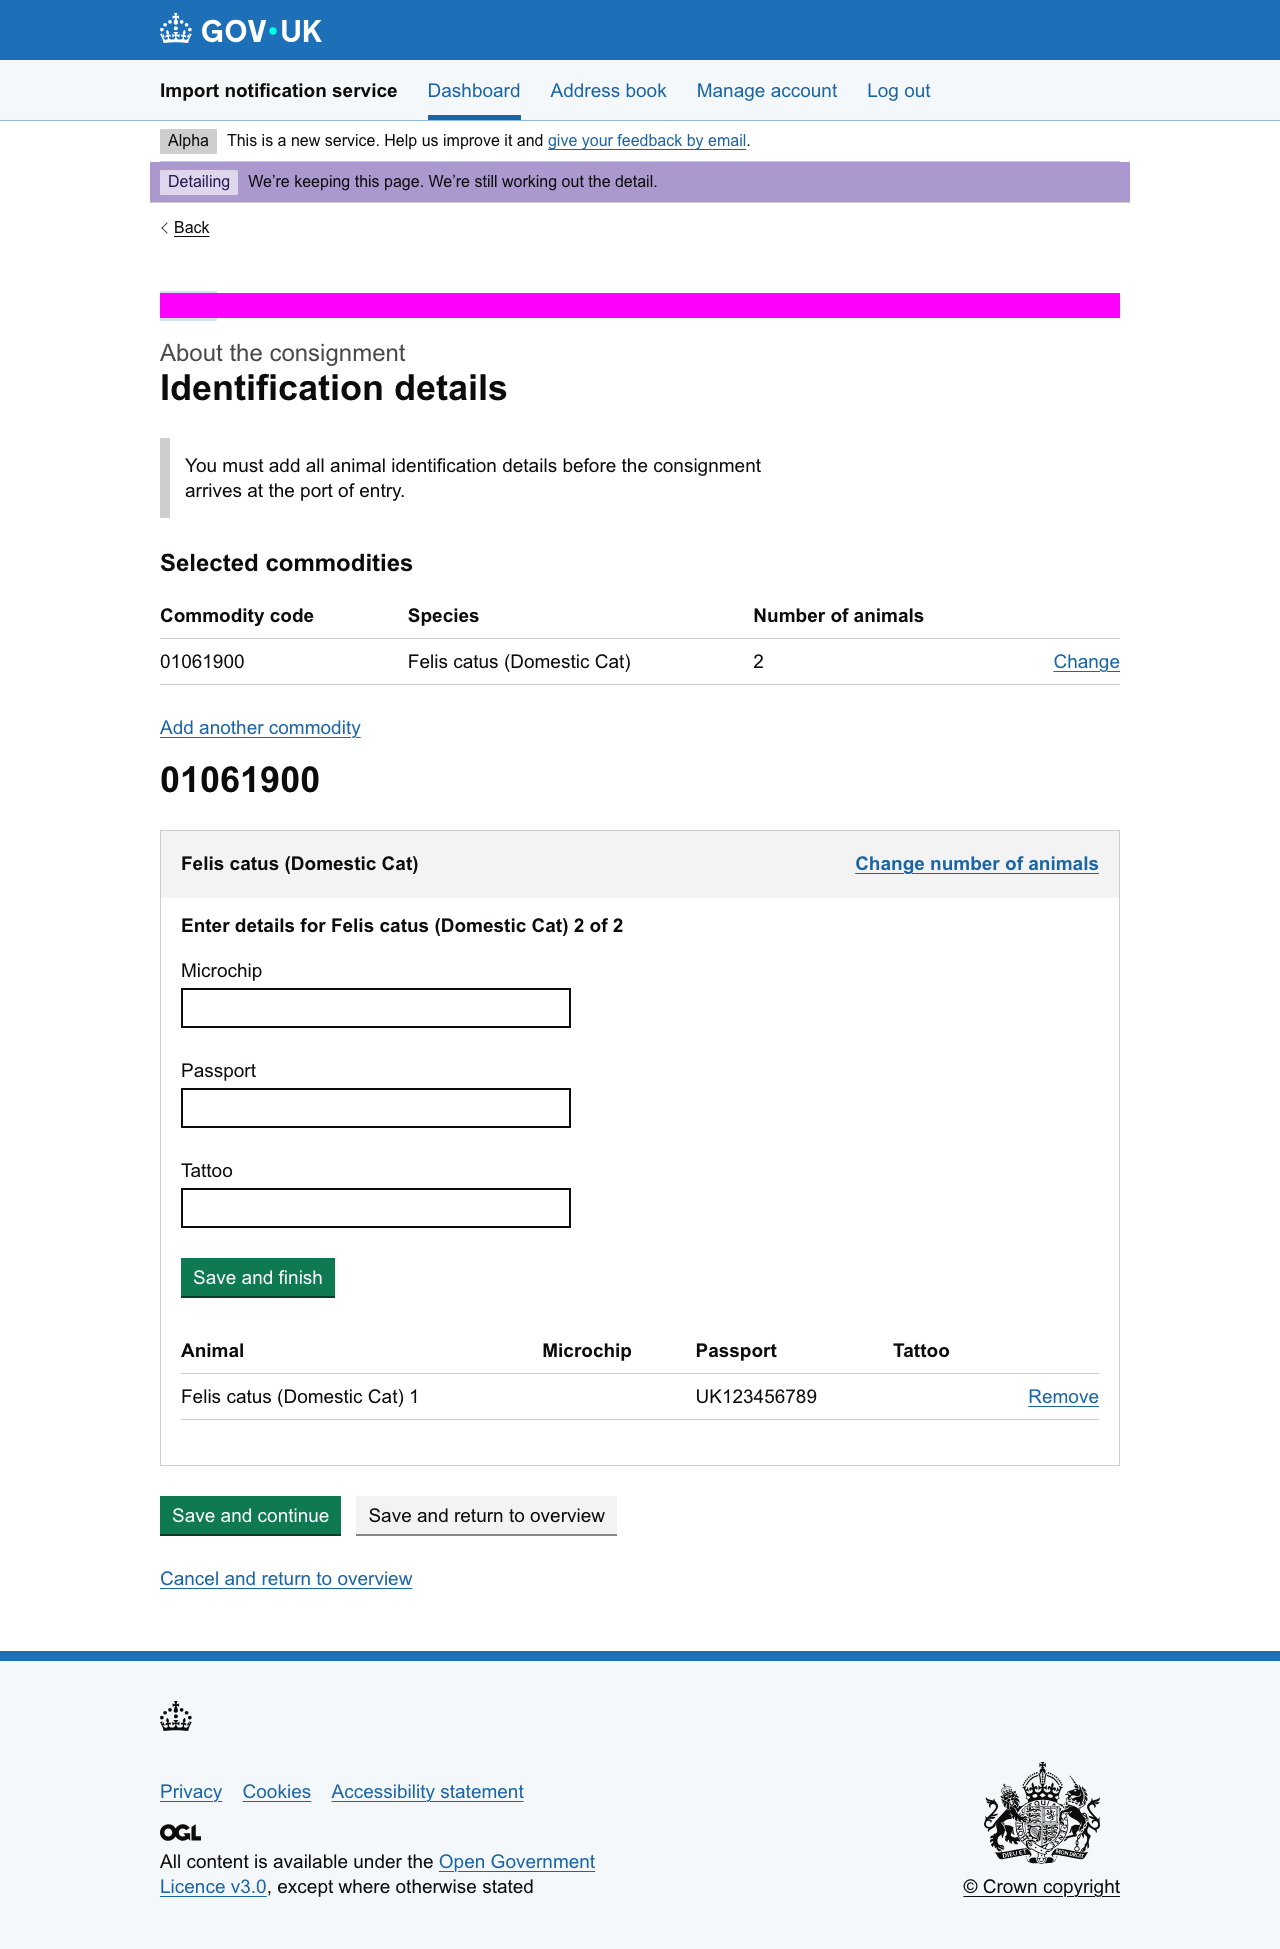 GOV·UK
Import notification service Dashboard Address book Manage account Log out
Alpha This is a new service. Help us improve it and give your feedback by email.
Detailing We’re keeping this page. We’re still working out the detail.
Back
About the consignment
Identification details
You must add all animal identification details before the consignment
arrives at the port of entry.
Selected commodities
Commodity code Species Number of animals
01061900 Felis catus (Domestic Cat) 2 Change
Add another commodity
01061900
Felis catus (Domestic Cat) Change number of animals
Enter details for Felis catus (Domestic Cat) 2 of 2
Microchip
Passport
Tattoo
Save and finish
Animal Microchip Passport Tattoo
Felis catus (Domestic Cat) 1 UK123456789 Remove
Save and continue Save and return to overview
Cancel and return to overview
Privacy Cookies Accessibility statement
OGL
All content is available under the Open Government
Licence v3.0, except where otherwise stated
© Crown copyright